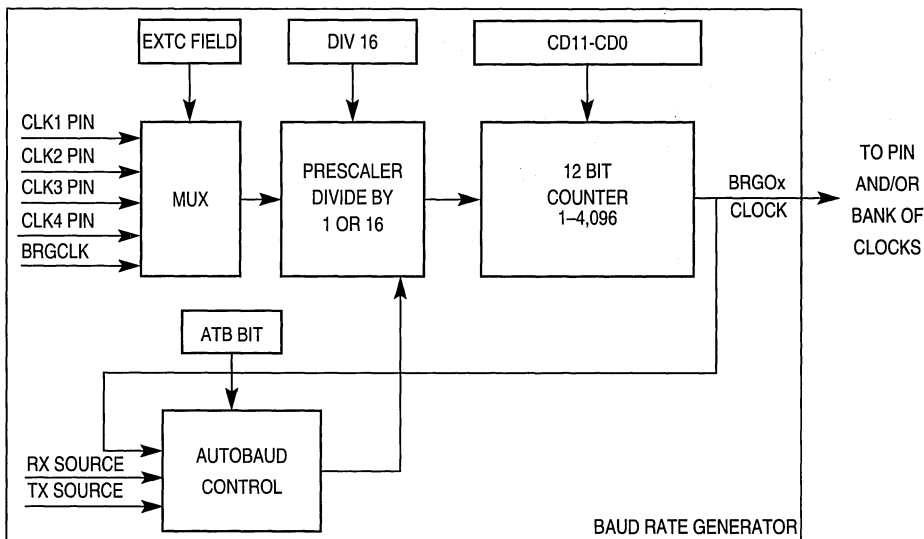 EXTC FIELD
DIV 16
CD11-CD0
CLK1 PIN
CLK2 PIN
CLK3 PIN
CLK4 PIN
BRGCLK
MUX
PRESCALER
DIVIDE BY
1 OR 16
12 BIT
COUNTER
1–4,096
BRGOx
CLOCK
TO PIN
AND/OR
BANK OF
CLOCKS
ATB BIT
RX SOURCE
TX SOURCE
AUTOBAUD
CONTROL
BAUD RATE GENERATOR